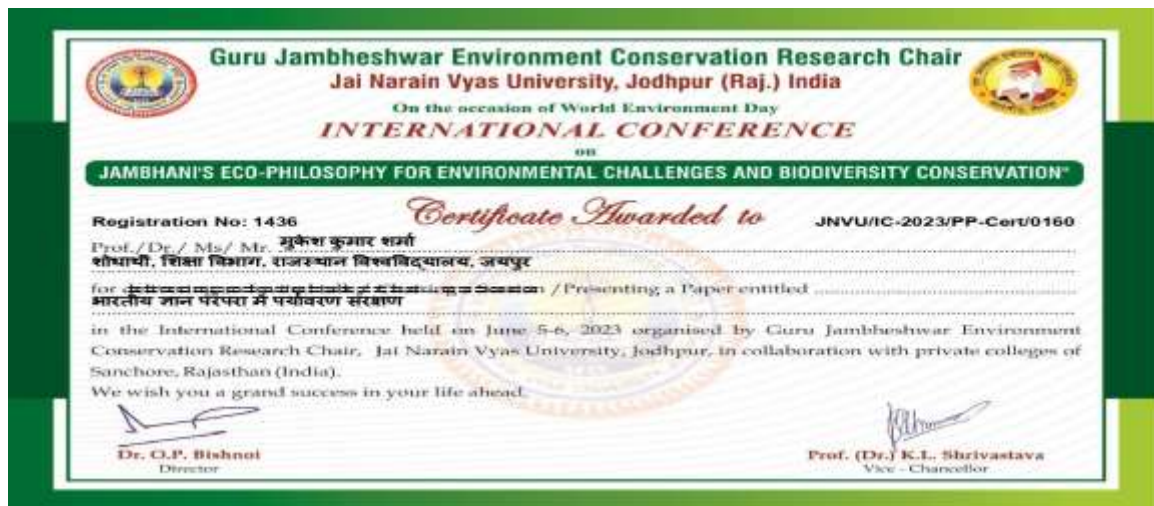 Guru Jambheshwar Environment Conservation Research Chair
Jai Narain Vyas University, Jodhpur (Raj.) India
On the occasion of World Environment Day
INTERNATIONAL CONFERENCE
on
JAMBHANI'S ECO-PHILOSOPHY FOR ENVIRONMENTAL CHALLENGES AND BIODIVERSITY CONSERVATION"
Registration No: 1436 Certificate Awarded to JNVU/IC-2023/PP-Cert/0160
Prof./Dr./ Ms/ Mr. मुकेश कुमार शर्मा
शोधार्थी, शिक्षा विभाग, राजस्थान विश्वविद्यालय, जयपुर
for /Presenting a Paper entitled
भारतीय ज्ञान परंपरा में पर्यावरण संरक्षण
in the International Conference held on June 5-6, 2023 organised by Guru Jambheshwar Environment
Conservation Research Chair, Jai Narain Vyas University, Jodhpur, in collaboration with private colleges of
Sanchore, Rajasthan (India).
We wish you a grand success in your life ahead.
Dr. O.P. Bishnoi
Director
Prof. (Dr.) K.L. Shrivastava
Vice - Chancellor